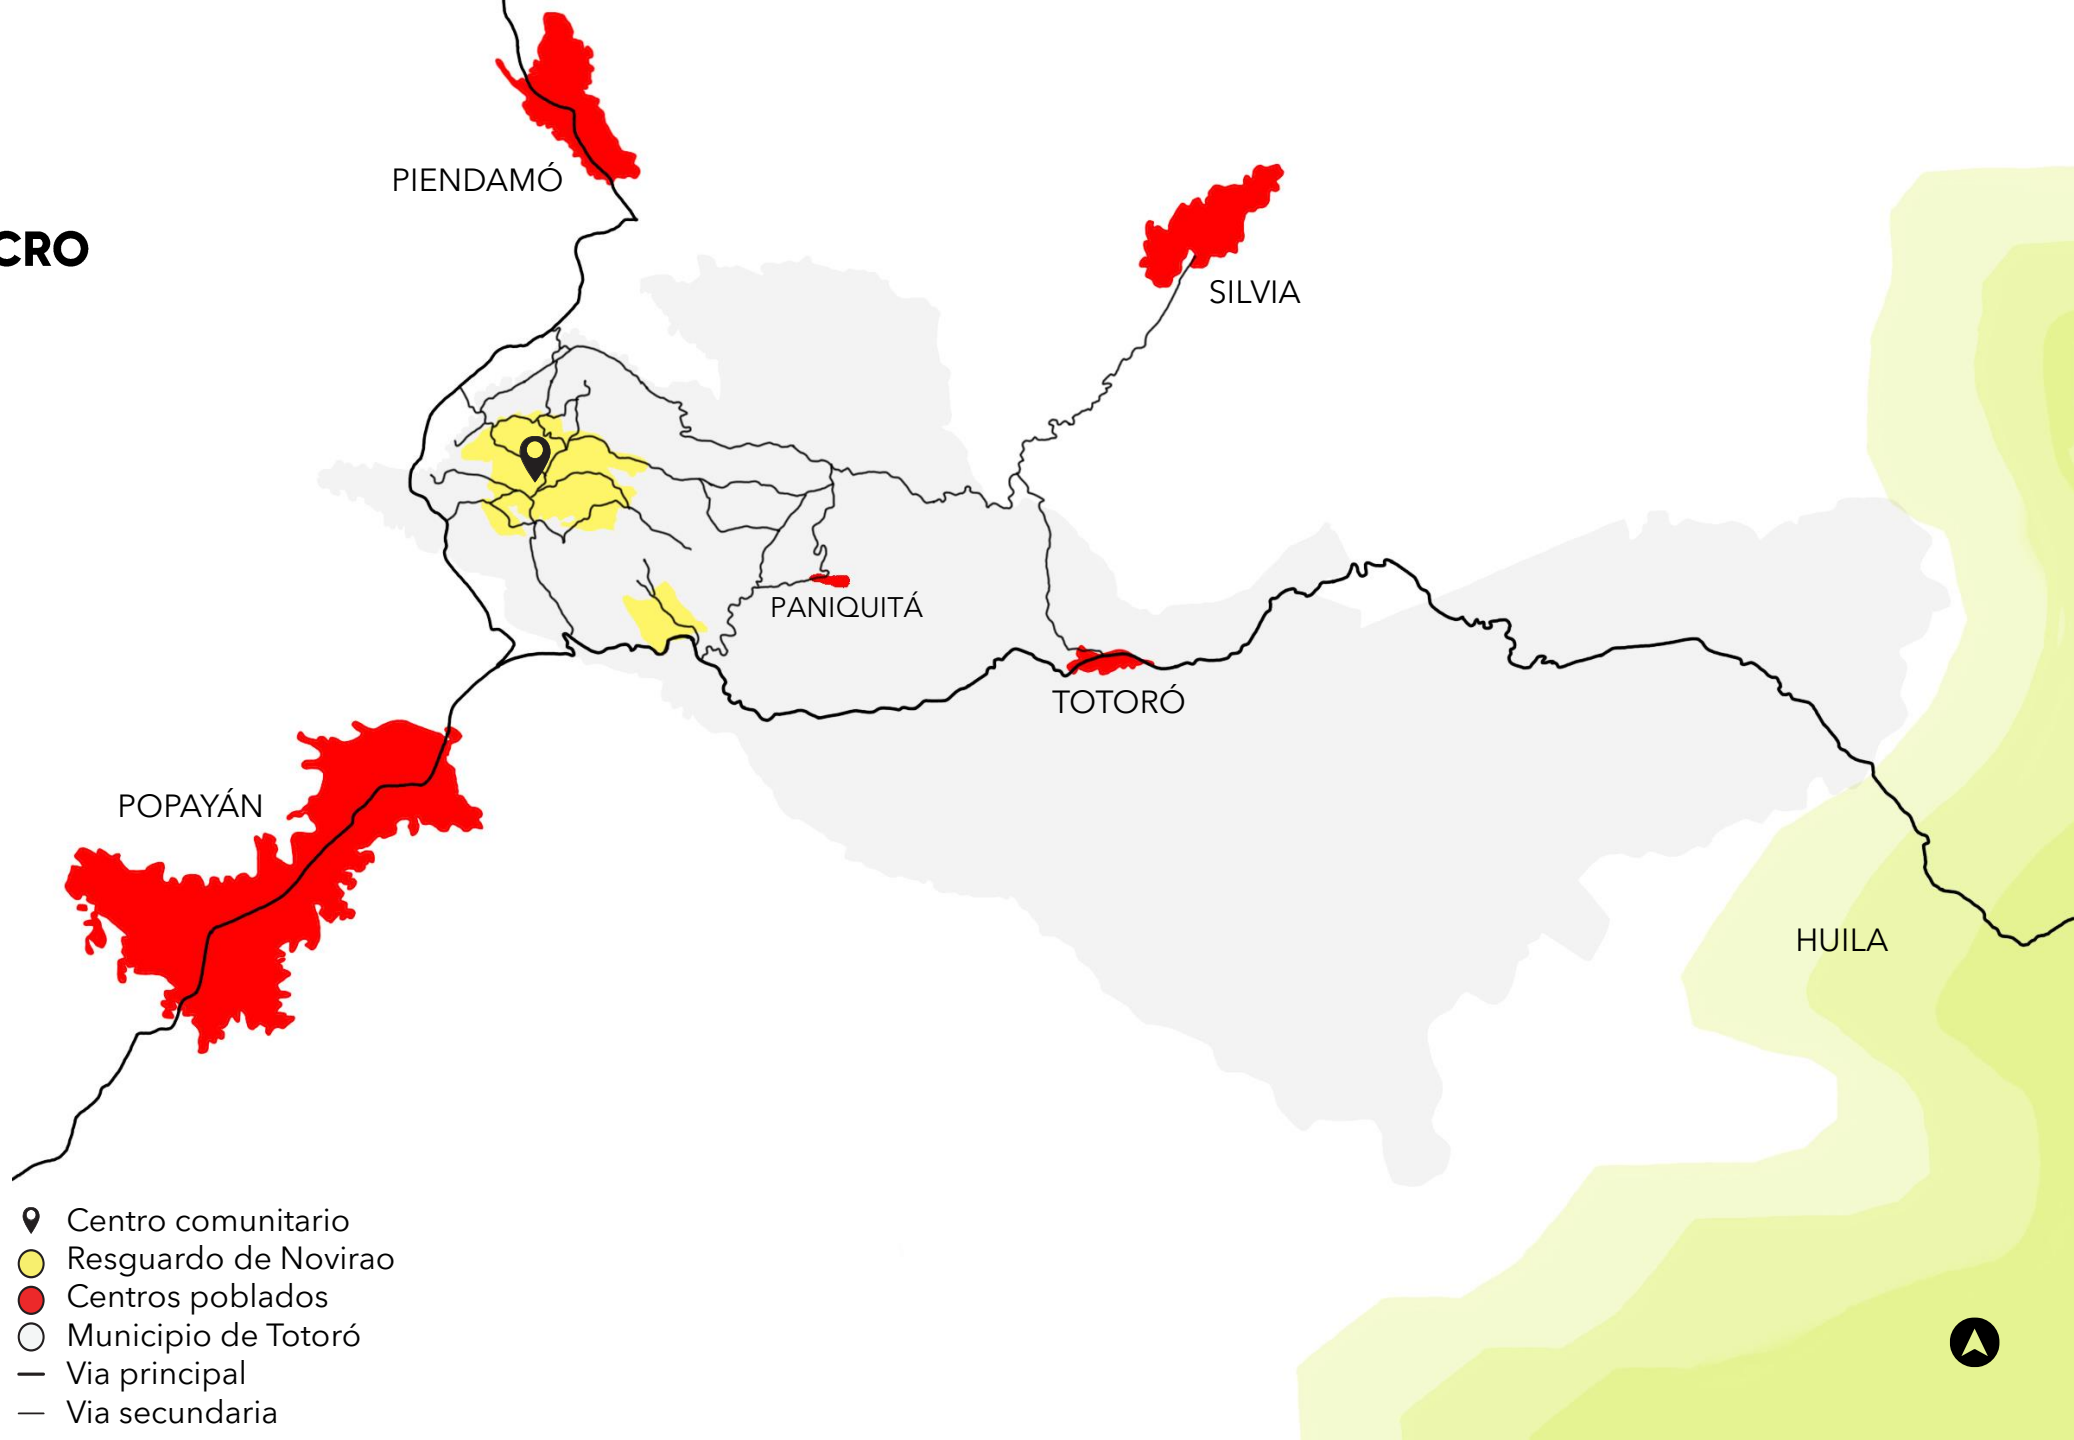 PIENDAMÓ
CRO
SILVIA
PANIQUITÁ
TOTORÓ
POPAYÁN
HUILA
Centro comunitario
Resguardo de Novirao
Centros poblados
Municipio de Totoró
Via principal
Via secundaria